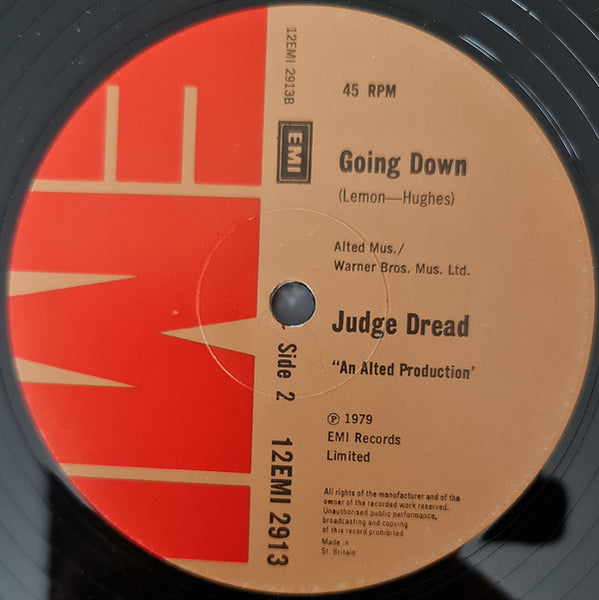 12EMI 2913B
EMI
EMI
45 RPM
Going Down
(Lemon—Hughes)
Alted Mus./
Warner Bros. Mus. Ltd.
Judge Dread
"An Alted Production'
Side 2
12EMI 2913
℗ 1979
EMI Records
Limited
All rights of the manufacturer and of the
owner of the recorded work reserved.
Unauthorised public performance,
broadcasting and copying
of this record prohibited
Made in
Gt. Britain